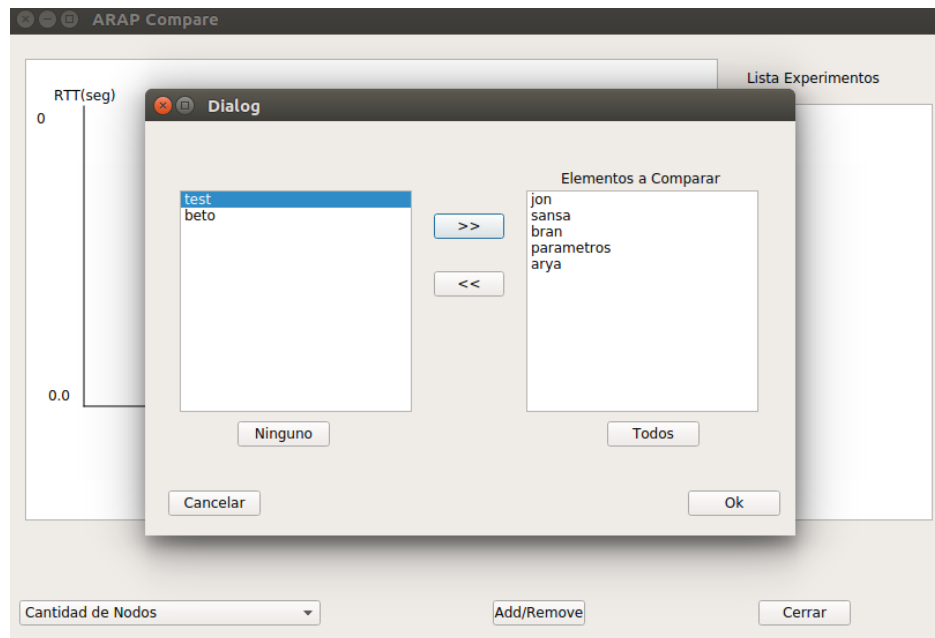 ARAP Compare
Lista Experimentos
RTT(seg)
0
0.0
Dialog
Elementos a Comparar
test
beto
>>
<<
jon
sansa
bran
parametros
arya
Ninguno
Todos
Cancelar
Ok
Cantidad de Nodos
Add/Remove
Cerrar